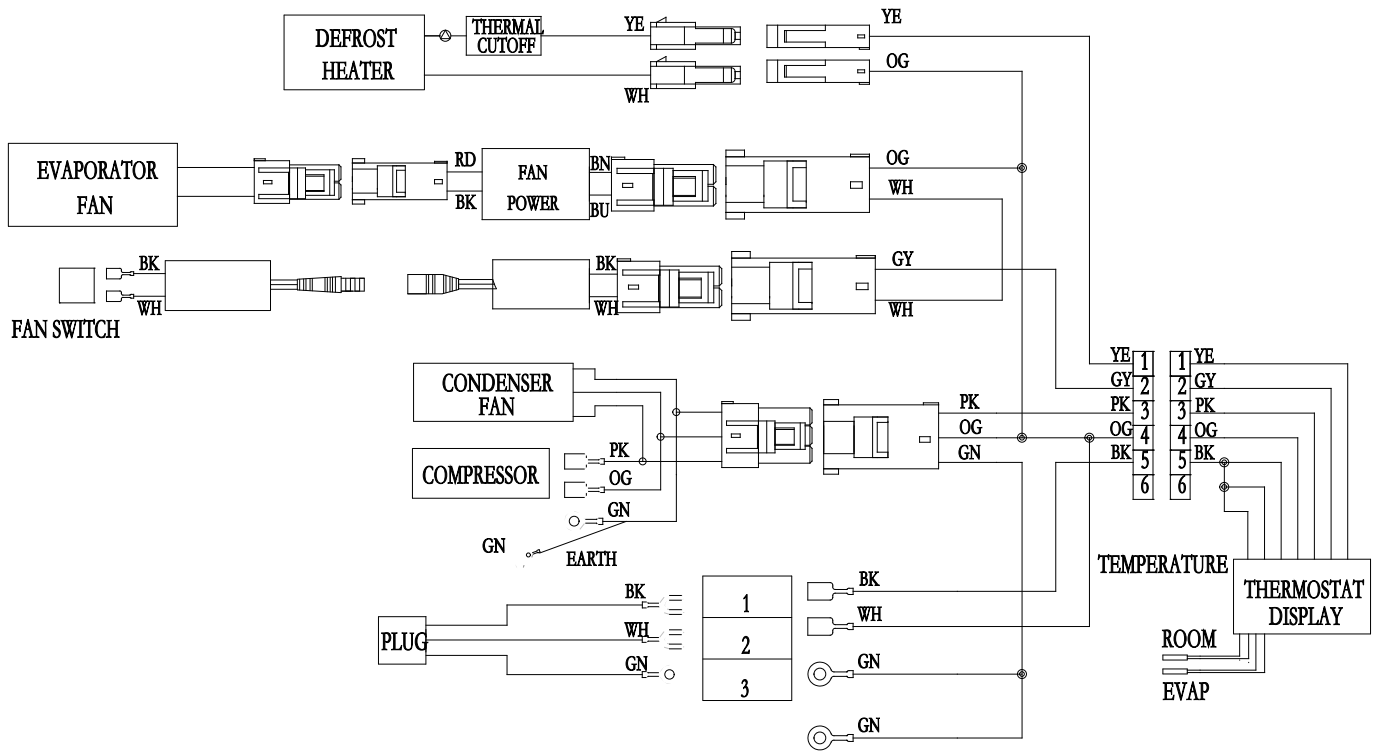 DEFROST
HEATER
THERMAL
CUTOFF
YE
WH
YE
OG
EVAPORATOR
FAN
RD
BK
FAN
POWER
BN
BU
OG
WH
BK
WH
FAN SWITCH
BK
WH
GY
WH
CONDENSER
FAN
PK
OG
GN
COMPRESSOR
PK
OG
GN
GN
EARTH
YE
GY
PK
OG
BK
1
2
3
4
5
6
1
2
3
4
5
6
YE
GY
PK
OG
BK
TEMPERATURE
THERMOSTAT
DISPLAY
ROOM
EVAP
PLUG
BK
WH
GN
1
2
3
BK
WH
GN
GN